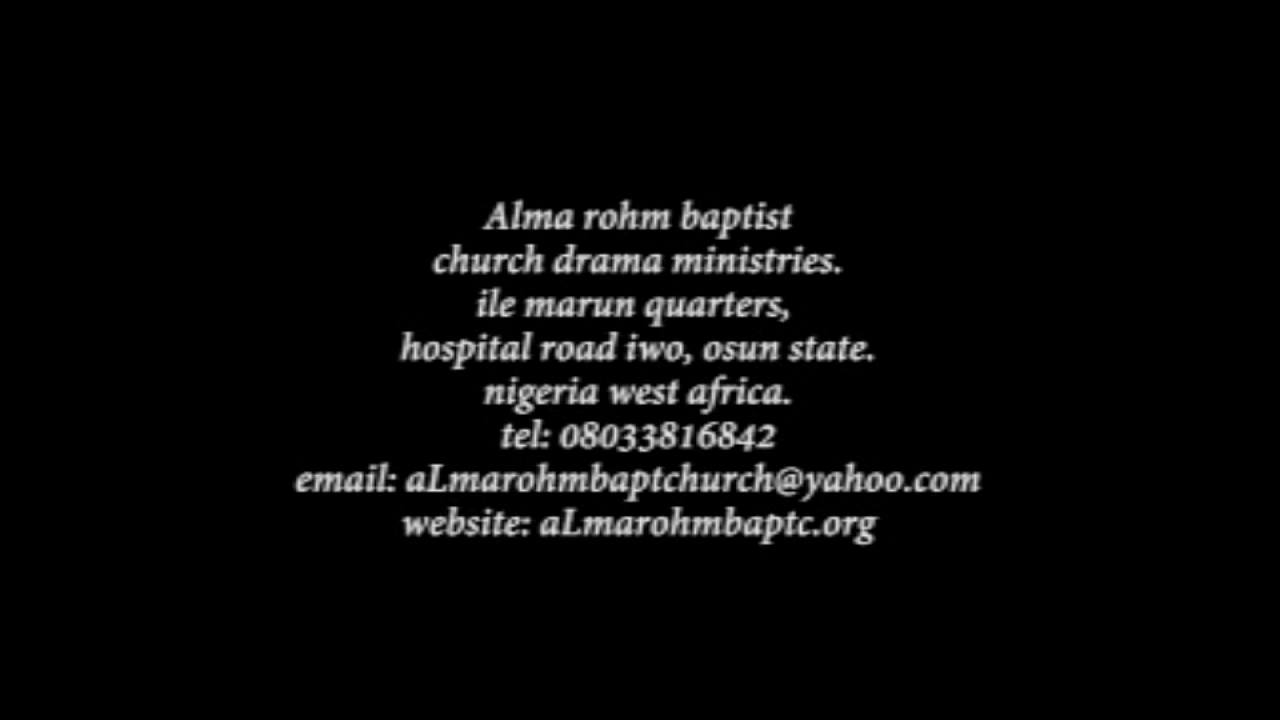 Alma rohm baptist
church drama ministries.
ile marun quarters,
hospital road iwo, osun state.
nigeria west africa.
tel: 08033816842
email: aLmarohmbaptchurch@yahoo.com
website: aLmarohmbaptc.org